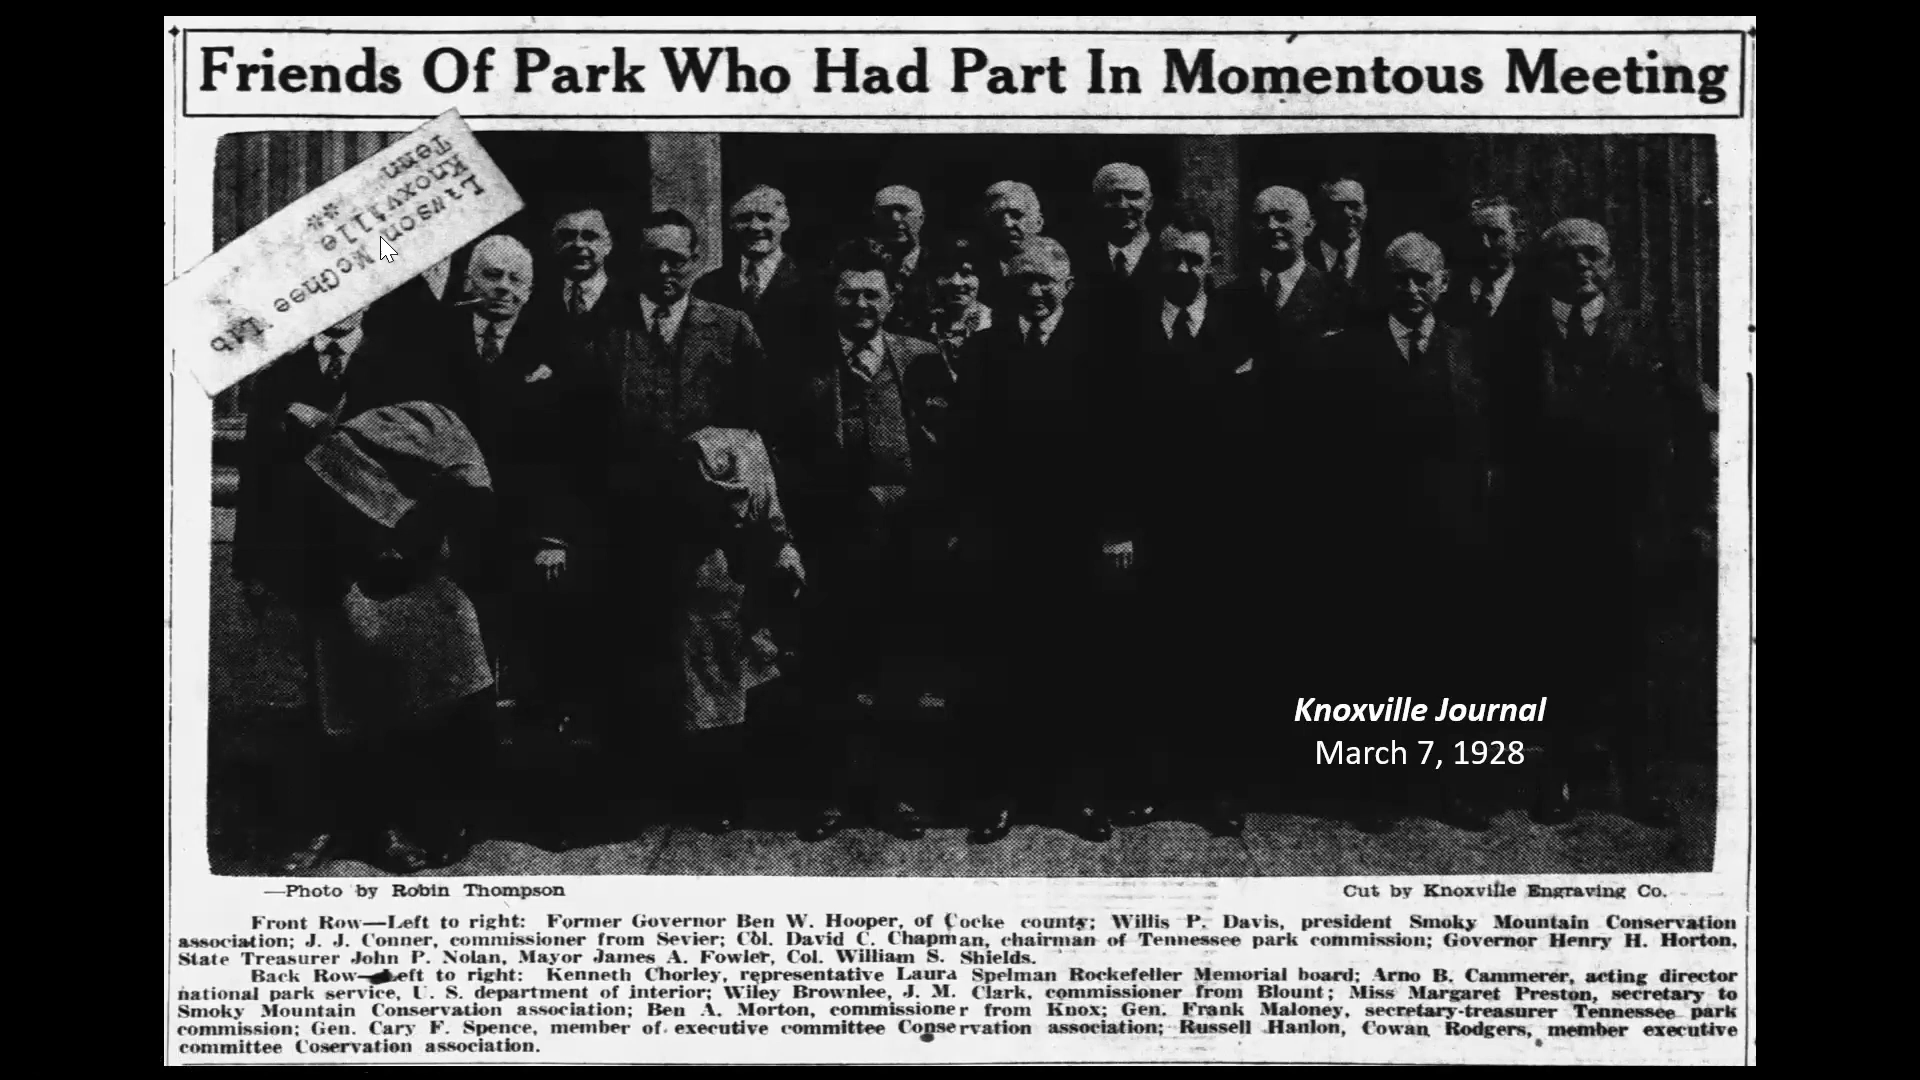 Friends Of Park Who Had Part In Momentous Meeting
Lawson McGhee Lib
Knoxville
Tenn **
Knoxville Journal
March 7, 1928
—Photo by Robin Thompson
Cut by Knoxville Engraving Co.
Front Row—Left to right: Former Governor Ben W. Hooper, of Cocke county; Willis P. Davis, president Smoky Mountain Conservation
association; J. J. Conner, commissioner from Sevier; Col. David C. Chapman, chairman of Tennessee park commission; Governor Henry H. Horton,
State Treasurer John P. Nolan, Mayor James A. Fowler, Col. William S. Shields.
Back Row—Left to right: Kenneth Chorley, representative Laura Spelman Rockefeller Memorial board; Arno B. Cammerer, acting director
national park service, U. S. department of interior; Wiley Brownlee, J. M. Clark, commissioner from Blount; Miss Margaret Preston, secretary to
Smoky Mountain Conservation association; Ben A. Morton, commissioner from Knox; Gen. Frank Maloney, secretary-treasurer Tennessee park
commission; Gen. Cary F. Spence, member of executive committee Conservation association; Russell Hanlon, Cowan Rodgers, member executive
committee Coservation association.